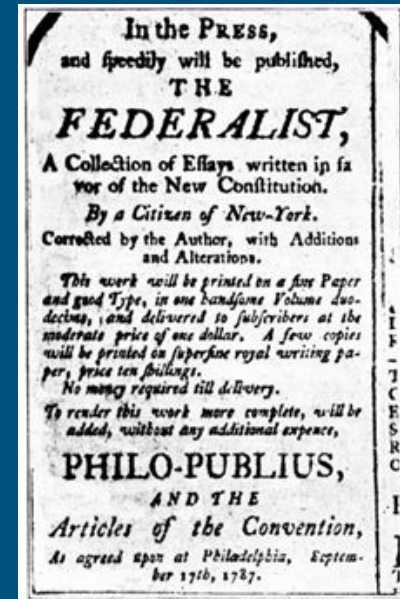 In the PRESS,
and ſpeedily will be publiſhed,
THE
FEDERALIST,
A Collection of Eſſays written in fa
vor of the New Conſtitution.
By a Citizen of New-York.
Corrected by the Author, with Additions
and Alterations.
This work will be printed on a fine Paper
and good Type, in one handſome Volume duo-
decimo, and delivered to ſubſcribers at the
moderate price of one dollar. A few copies
will be printed on ſuperfine royal writing pa-
per, price ten ſhillings.
No money required till delivery.
To render this work more complete, will be
added, without any additional expence,
PHILO-PUBLIUS,
AND THE
Articles of the Convention,
As agreed upon at Philadelphia, Septem-
ber 17th, 1787.